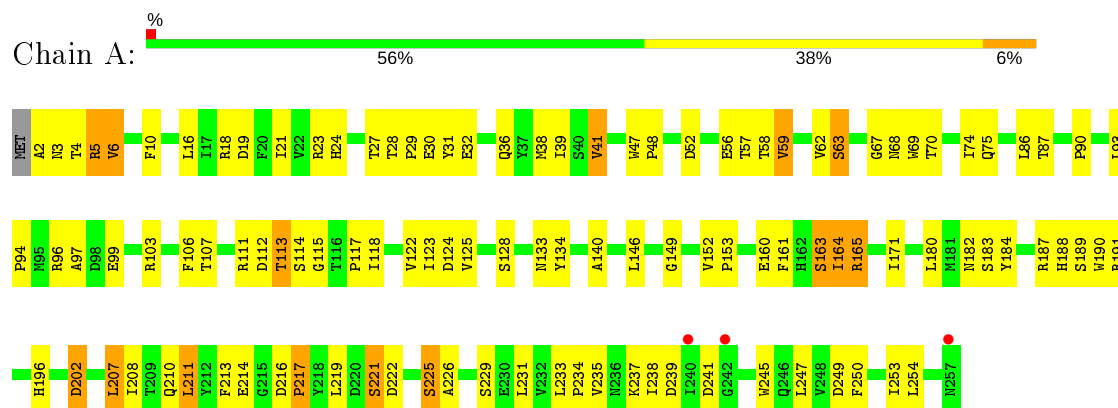 %
Chain A:
56% 38% 6%
MET A2 N3 T4 R5 V6 F10 L16 I17 R18 D19 F20 I21 V22 R23 H24 T27 T28 P29 E30 Y31 E32 Q36 Y37 M38 I39 S40 V41 W47 P48 D52 E56 T57 T58 V59 V62 S63 G67 N68 W69 T70 I74 Q75 L86 T87 P90
P94 M95 R96 A97 D98 E99 R103 F106 T107 R111 D112 T113 S114 G115 T116 P117 I118 V122 I123 D124 V125 S128 N133 Y134 A140 L146 G149 V152 P153 E160 F161 H162 S163 I164 R165 I171 L180 M181 N182 S183 Y184 R187 H188 S189 W190
H196 D202 L207 I208 T209 Q210 L211 Y212 F213 E214 G215 D216 P217 Y218 L219 D220 S221 D222 S225 A226 S229 E230 L231 V232 L233 P234 V235 N236 K237 I238 D239 I240 D241 G242 W245 Q246 L247 V248 D249 F250 I253 L254 N257